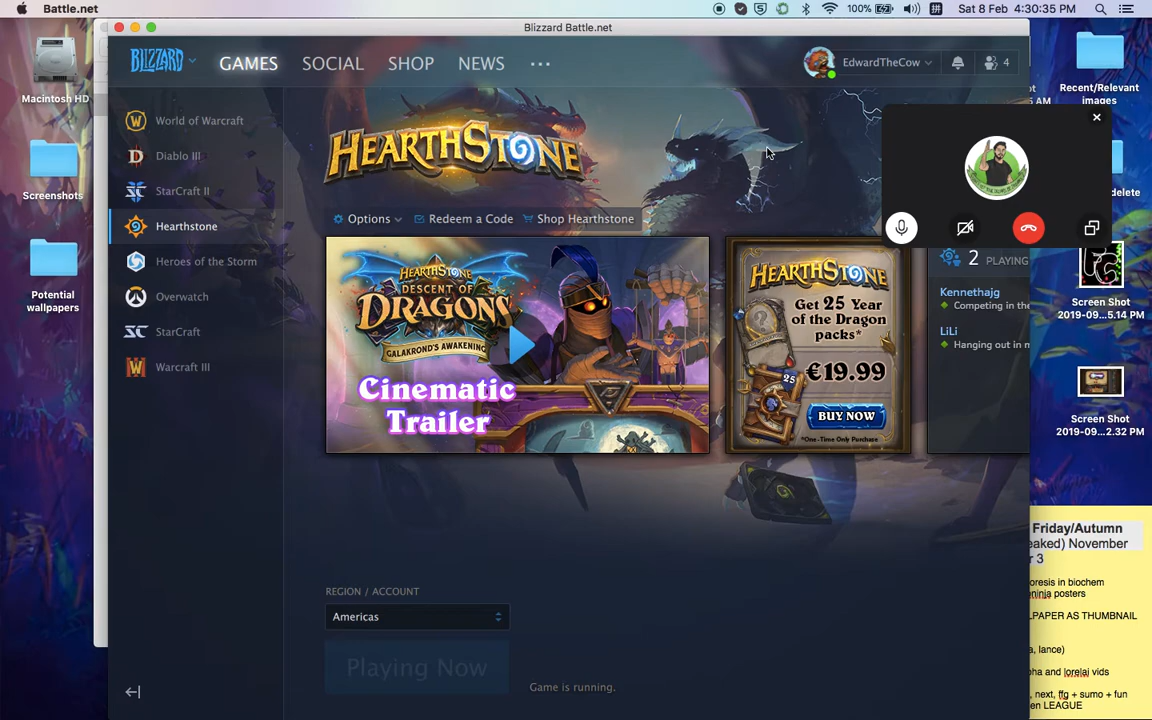 Battle.net
100%
Sat 8 Feb 4:30:35 PM
Blizzard Battle.net
BLIZZARD
GAMES
SOCIAL
SHOP
NEWS
EdwardTheCow
4
World of Warcraft
Diablo III
StarCraft II
Hearthstone
Heroes of the Storm
Overwatch
StarCraft
Warcraft III
HEARTHSTONE
Options
Redeem a Code
Shop Hearthstone
HEARTHSTONE
DESCENT OF
DRAGONS
GALAKROND'S AWAKENING
Cinematic
Trailer
HEARTHSTONE
Get 25 Year
of the Dragon
packs*
€19.99
25
BUY NOW
*One-Time Only Purchase
2 PLAYING
Kennethajg
Competing in the
LiLi
Hanging out in
REGION / ACCOUNT
Americas
Playing Now
Game is running.
Macintosh HD
Screenshots
Potential
wallpapers
Recent/Relevant
images
delete
Screen Shot
2019-09...5.14 PM
Screen Shot
2019-09...2.32 PM
Friday/Autumn
eaked) November
r 3
oresis in biochem
eninja posters
LPAPER AS THUMBNAIL
a, lance)
pha and lorelai vids
, next, ffg + sumo + fun
en LEAGUE